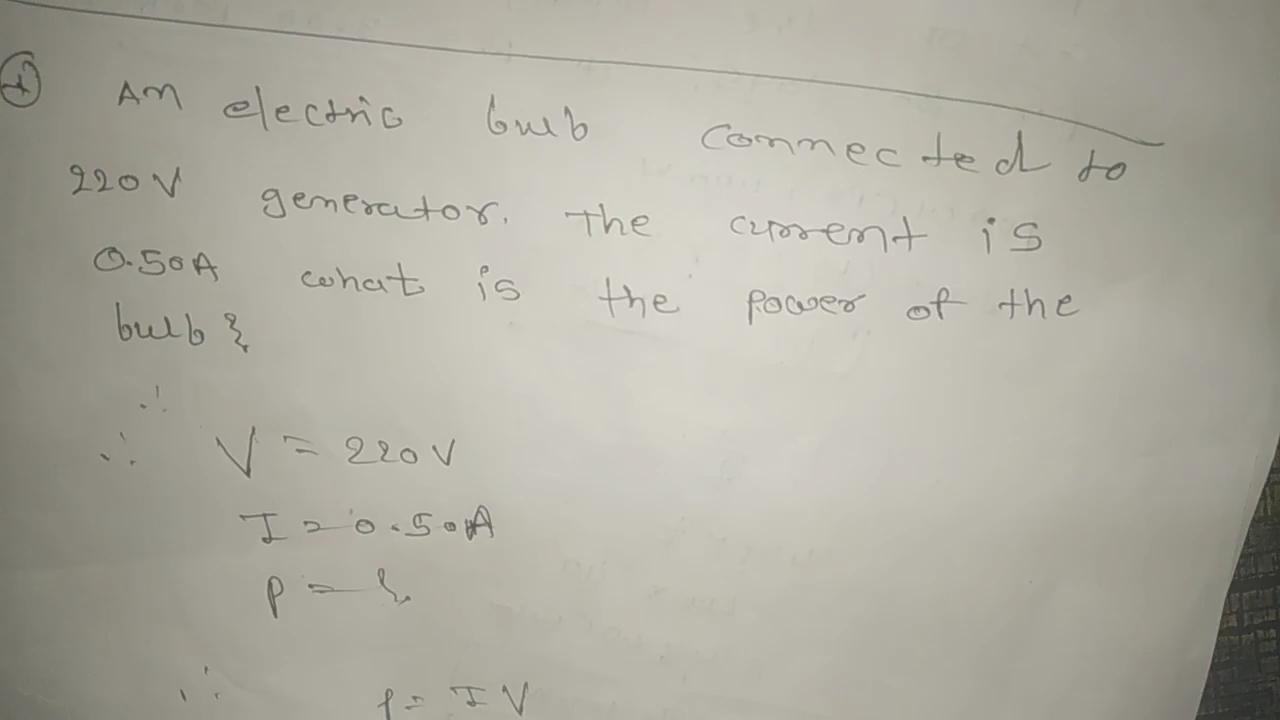 An electric bulb connected to
220V generator. The current is
0.50A what is the power of the
bulb ?
∴ V = 220V
I = 0.50A
P = ?
∴ P = IV